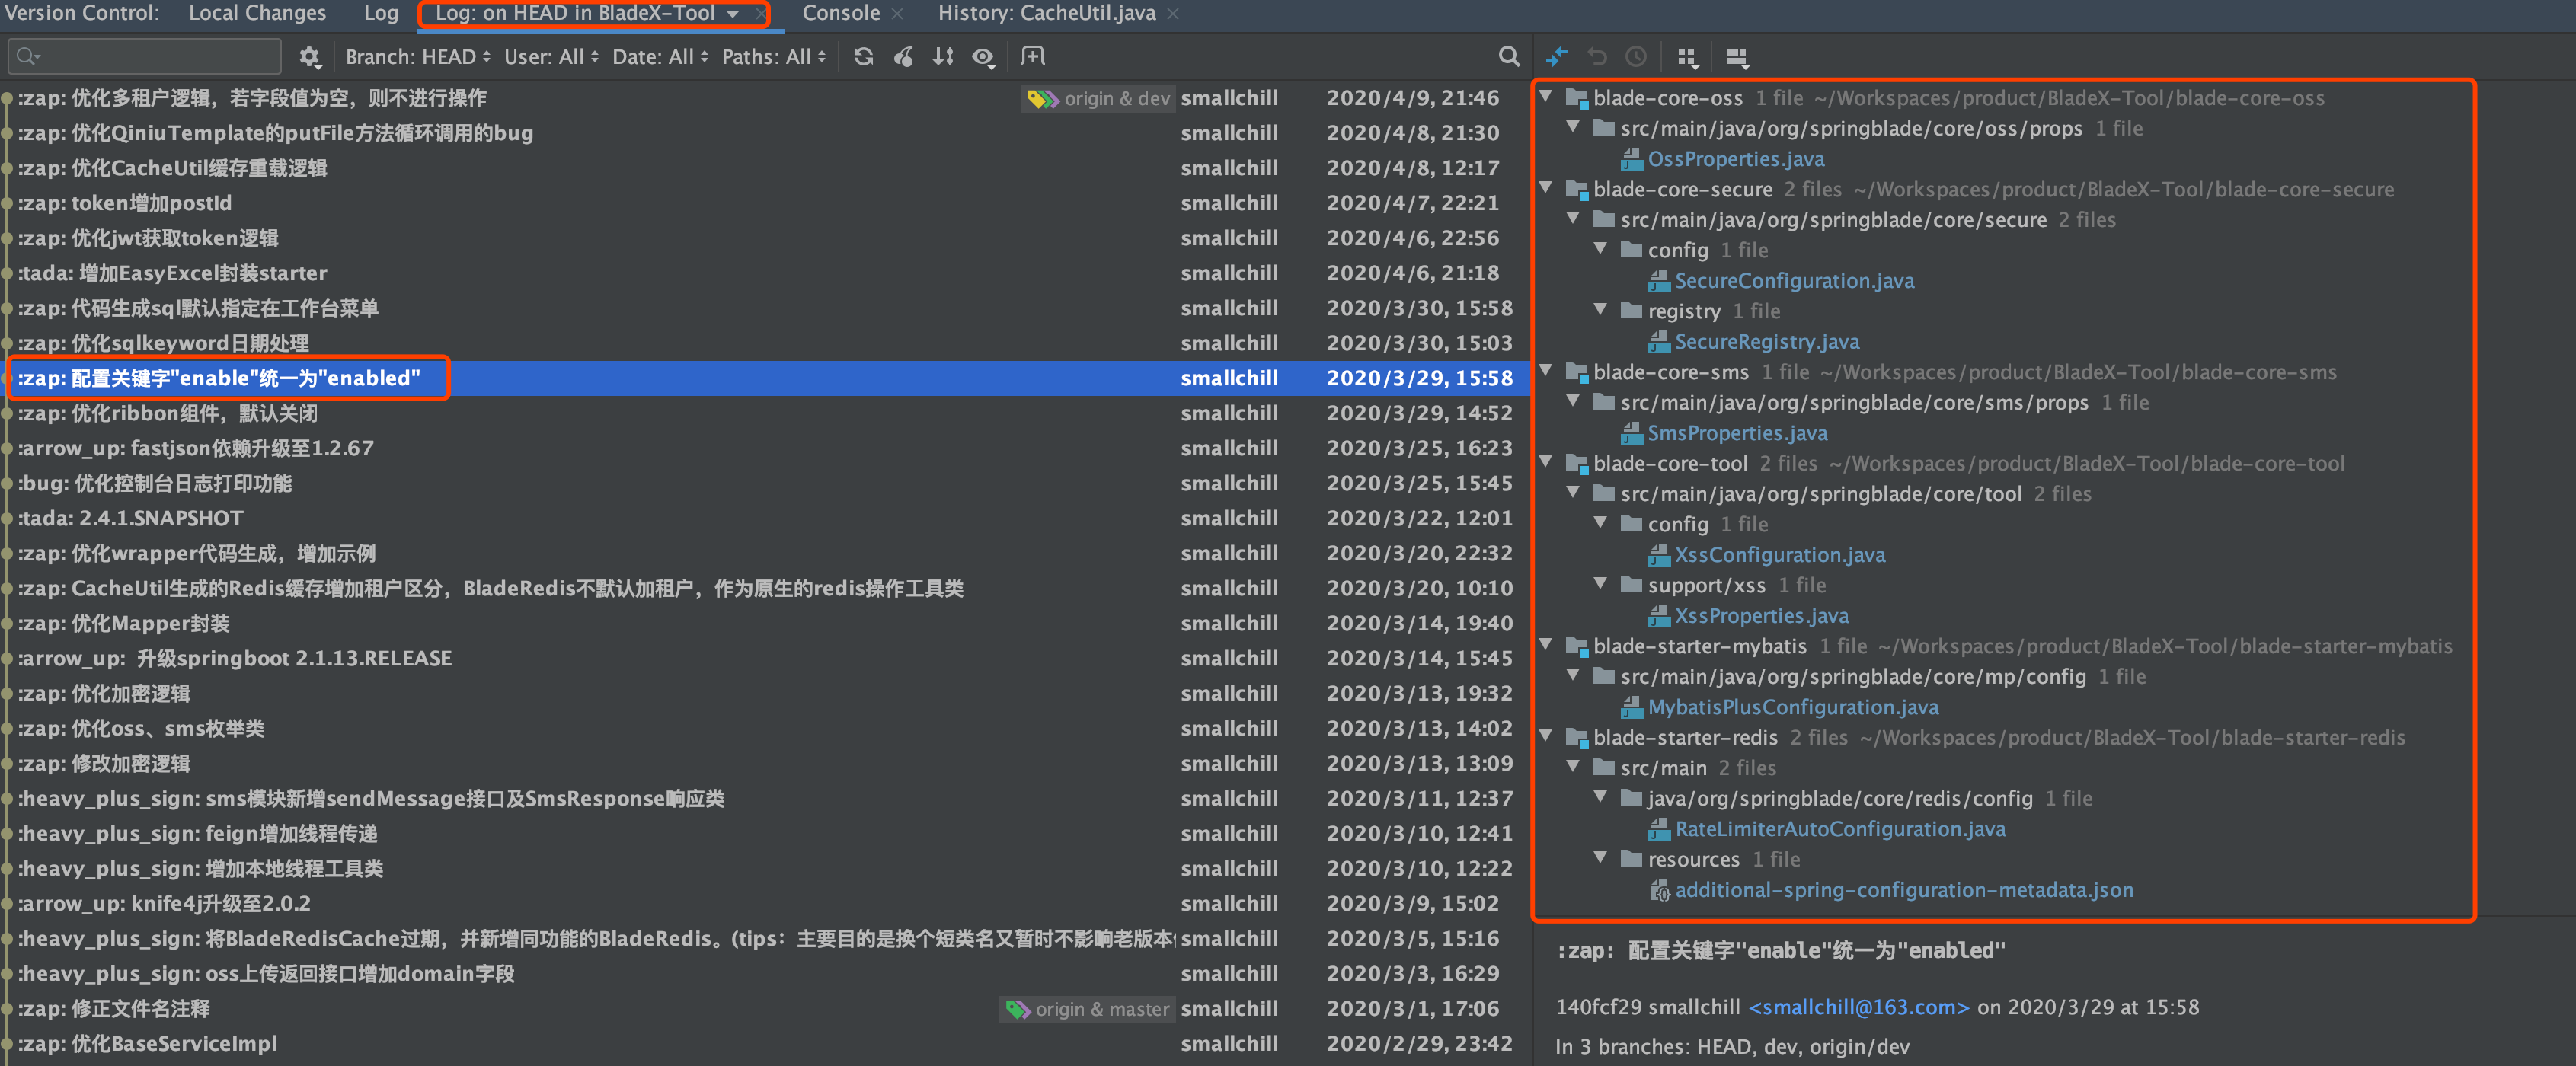 Version Control: Local Changes Log Log: on HEAD in BladeX-Tool Console History: CacheUtil.java
Branch: HEAD User: All Date: All Paths: All
:zap: 优化多租户逻辑，若字段值为空，则不进行操作 origin & dev smallchill 2020/4/9, 21:46
:zap: 优化QiniuTemplate的putFile方法循环调用的bug smallchill 2020/4/8, 21:30
:zap: 优化CacheUtil缓存重载逻辑 smallchill 2020/4/8, 12:17
:zap: token增加postId smallchill 2020/4/7, 22:21
:zap: 优化jwt获取token逻辑 smallchill 2020/4/6, 22:56
:tada: 增加EasyExcel封装starter smallchill 2020/4/6, 21:18
:zap: 代码生成sql默认指定在工作台菜单 smallchill 2020/3/30, 15:58
:zap: 优化sqlkeyword日期处理 smallchill 2020/3/30, 15:03
:zap: 配置关键字"enable"统一为"enabled" smallchill 2020/3/29, 15:58
:zap: 优化ribbon组件，默认关闭 smallchill 2020/3/29, 14:52
:arrow_up: fastjson依赖升级至1.2.67 smallchill 2020/3/25, 16:23
:bug: 优化控制台日志打印功能 smallchill 2020/3/25, 15:45
:tada: 2.4.1.SNAPSHOT smallchill 2020/3/22, 12:01
:zap: 优化wrapper代码生成，增加示例 smallchill 2020/3/20, 22:32
:zap: CacheUtil生成的Redis缓存增加租户区分，BladeRedis不默认加租户，作为原生的redis操作工具类 smallchill 2020/3/20, 10:10
:zap: 优化Mapper封装 smallchill 2020/3/14, 19:40
:arrow_up: 升级springboot 2.1.13.RELEASE smallchill 2020/3/14, 15:45
:zap: 优化加密逻辑 smallchill 2020/3/13, 19:32
:zap: 优化oss、sms枚举类 smallchill 2020/3/13, 14:02
:zap: 修改加密逻辑 smallchill 2020/3/13, 13:09
:heavy_plus_sign: sms模块新增sendMessage接口及SmsResponse响应类 smallchill 2020/3/11, 12:37
:heavy_plus_sign: feign增加线程传递 smallchill 2020/3/10, 12:41
:heavy_plus_sign: 增加本地线程工具类 smallchill 2020/3/10, 12:22
:arrow_up: knife4j升级至2.0.2 smallchill 2020/3/9, 15:02
:heavy_plus_sign: 将BladeRedisCache过期，并新增同功能的BladeRedis。(tips：主要目的是换个短类名又暂时不影响老版本 smallchill 2020/3/5, 15:16
:heavy_plus_sign: oss上传返回接口增加domain字段 smallchill 2020/3/3, 16:29
:zap: 修正文件名注释 origin & master smallchill 2020/3/1, 17:06
:zap: 优化BaseServiceImpl smallchill 2020/2/29, 23:42
blade-core-oss 1 file ~/Workspaces/product/BladeX-Tool/blade-core-oss
src/main/java/org/springblade/core/oss/props 1 file
OssProperties.java
blade-core-secure 2 files ~/Workspaces/product/BladeX-Tool/blade-core-secure
src/main/java/org/springblade/core/secure 2 files
config 1 file
SecureConfiguration.java
registry 1 file
SecureRegistry.java
blade-core-sms 1 file ~/Workspaces/product/BladeX-Tool/blade-core-sms
src/main/java/org/springblade/core/sms/props 1 file
SmsProperties.java
blade-core-tool 2 files ~/Workspaces/product/BladeX-Tool/blade-core-tool
src/main/java/org/springblade/core/tool 2 files
config 1 file
XssConfiguration.java
support/xss 1 file
XssProperties.java
blade-starter-mybatis 1 file ~/Workspaces/product/BladeX-Tool/blade-starter-mybatis
src/main/java/org/springblade/core/mp/config 1 file
MybatisPlusConfiguration.java
blade-starter-redis 2 files ~/Workspaces/product/BladeX-Tool/blade-starter-redis
src/main 2 files
java/org/springblade/core/redis/config 1 file
RateLimiterAutoConfiguration.java
resources 1 file
additional-spring-configuration-metadata.json
:zap: 配置关键字"enable"统一为"enabled"
140fcf29 smallchill <smallchill@163.com> on 2020/3/29 at 15:58
In 3 branches: HEAD, dev, origin/dev